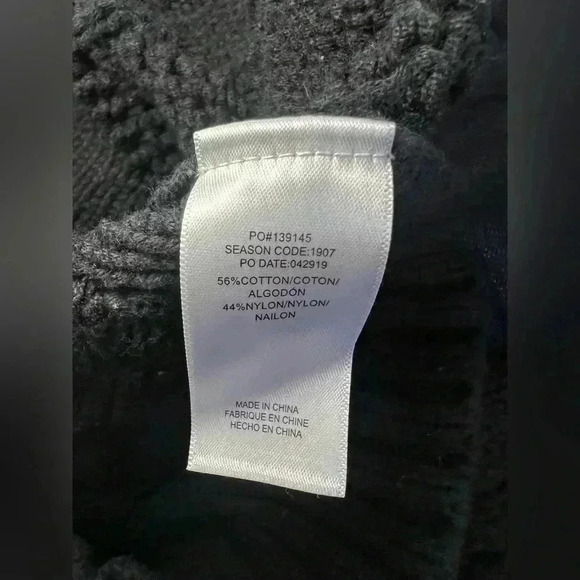 PO#139145
SEASON CODE:1907
PO DATE:042919
56%COTTON/COTON/
ALGODÓN
44%NYLON/NYLON/
NAILON
MADE IN CHINA
FABRIQUE EN CHINE
HECHO EN CHINA